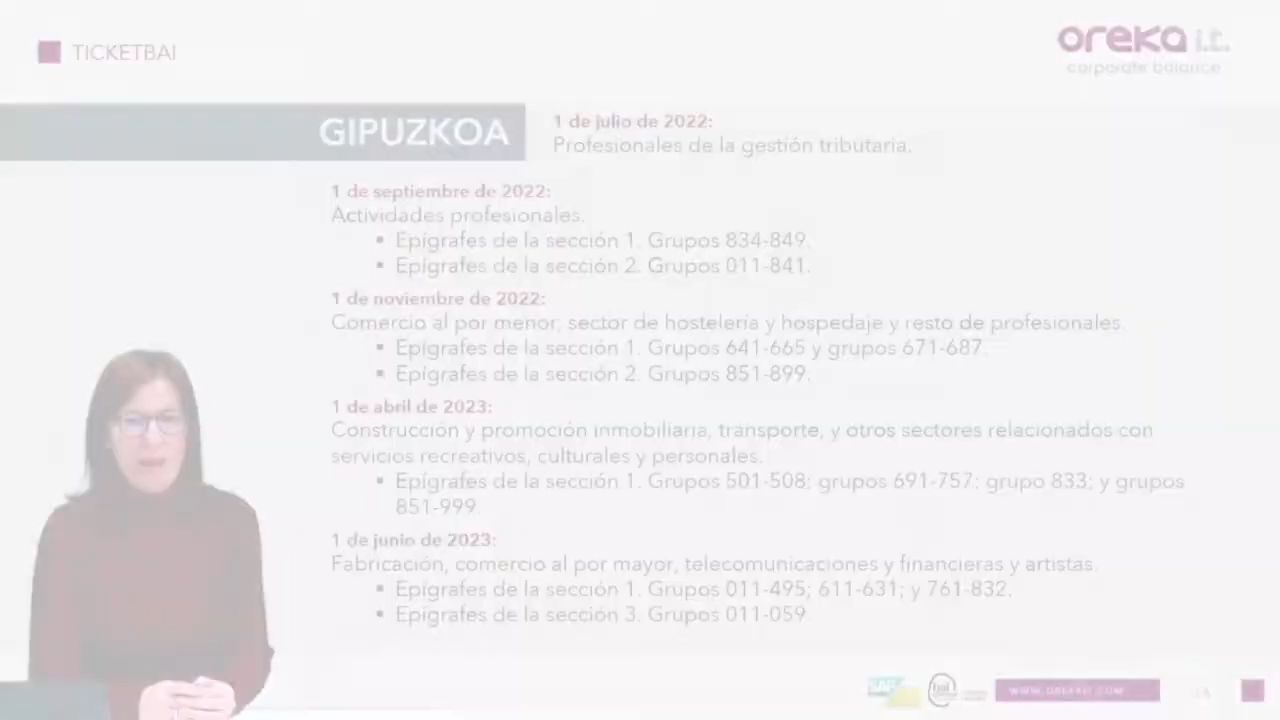 TICKETBAI
oreka i.t.
corporate balance
GIPUZKOA
1 de julio de 2022:
Profesionales de la gestión tributaria.
1 de septiembre de 2022:
Actividades profesionales.
▪ Epígrafes de la sección 1. Grupos 834-849.
▪ Epígrafes de la sección 2. Grupos 011-841.
1 de noviembre de 2022:
Comercio al por menor, sector de hostelería y hospedaje y resto de profesionales.
▪ Epígrafes de la sección 1. Grupos 641-665 y grupos 671-687.
▪ Epígrafes de la sección 2. Grupos 851-899.
1 de abril de 2023:
Construcción y promoción inmobiliaria, transporte, y otros sectores relacionados con
servicios recreativos, culturales y personales.
▪ Epígrafes de la sección 1. Grupos 501-508; grupos 691-757; grupo 833; y grupos
851-999.
1 de junio de 2023:
Fabricación, comercio al por mayor, telecomunicaciones y financieras y artistas.
▪ Epígrafes de la sección 1. Grupos 011-495; 611-631; y 761-832.
▪ Epígrafes de la sección 3. Grupos 011-059.
SAP
bai
WWW.OREKAIT.COM